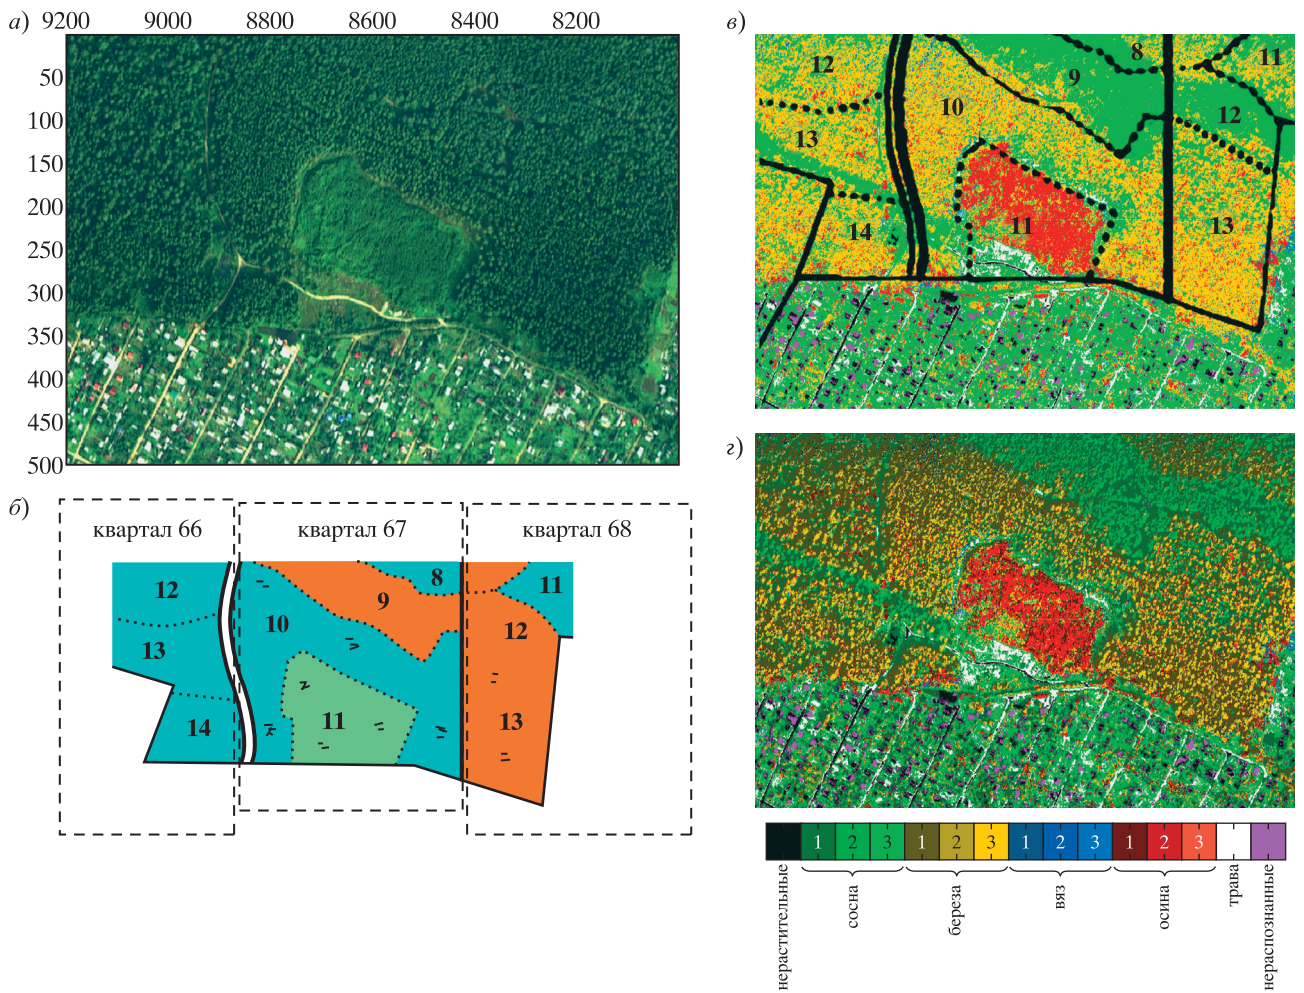 а) 9200 9000 8800 8600 8400 8200
50
100
150
200
250
300
350
400
450
500
б)
квартал 66 квартал 67 квартал 68
12 8 11
9
10 12
13
14 11 13
в)
12 8 11
9
10 12
13
11 13
14
г)
1 2 3 1 2 3 1 2 3 1 2 3
нерастительные
сосна
береза
вяз
осина
трава
нераспознанные